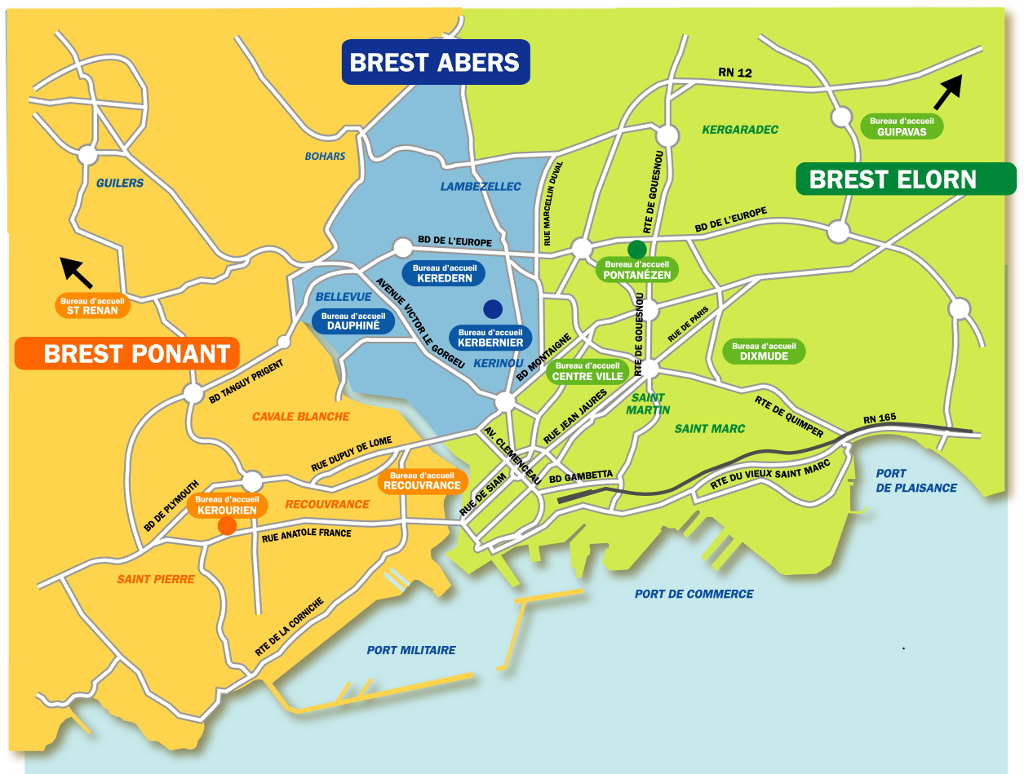 BREST ABERS
RN 12
Bureau d'accueil
GUIPAVAS
KERGARADEC
BOHARS
GUILERS
LAMBEZELLEC
BREST ELORN
RUE MARCELLIN DUVAL
RTE DE GOUESNOU
BD DE L'EUROPE
BD DE L'EUROPE
Bureau d'accueil
KEREDERN
Bureau d'accueil
PONTANÉZEN
Bureau d'accueil
ST RENAN
BELLEVUE
Bureau d'accueil
DAUPHINÉ
AVENUE VICTOR LE GORGEU
Bureau d'accueil
KERBERNIER
KERINOU
RTE DE GOUESNOU
RUE DE PARIS
BREST PONANT
BD MONTAIGNE
Bureau d'accueil
DIXMUDE
Bureau d'accueil
CENTRE VILLE
BD TANGUY PRIGENT
SAINT
MARTIN
CAVALE BLANCHE
RUE JEAN JAURES
SAINT MARC
RTE DE QUIMPER
RN 165
RUE DUPUY DE LOME
AV. CLEMENCEAU
Bureau d'accueil
RECOUVRANCE
BD GAMBETTA
RTE DU VIEUX SAINT MARC
PORT
DE PLAISANCE
BD DE PLYMOUTH
Bureau d'accueil
KEROURIEN
RECOUVRANCE
RUE DE SIAM
RUE ANATOLE FRANCE
SAINT PIERRE
RTE DE LA CORNICHE
PORT DE COMMERCE
PORT MILITAIRE